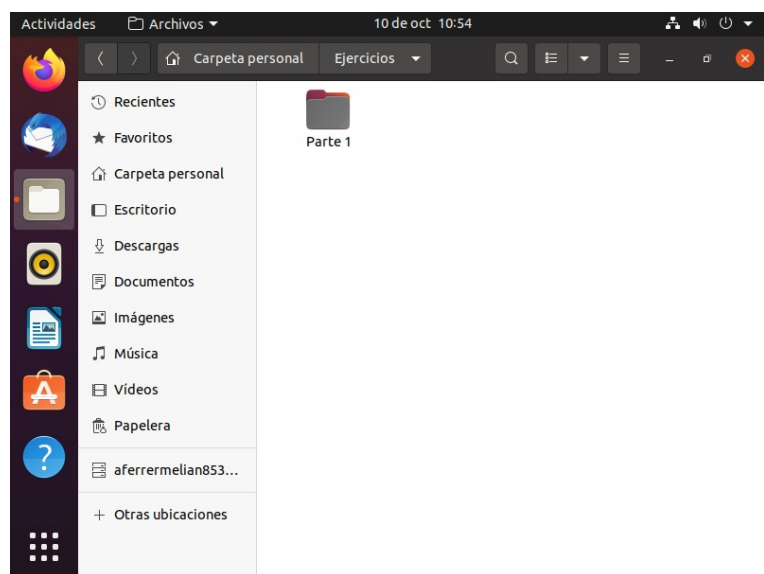 Actividades Archivos 10 de oct 10:54
Carpeta personal Ejercicios
Recientes
Favoritos
Carpeta personal
Escritorio
Descargas
Documentos
Imágenes
Música
Vídeos
Papelera
aferrermelian853...
Otras ubicaciones
Parte 1